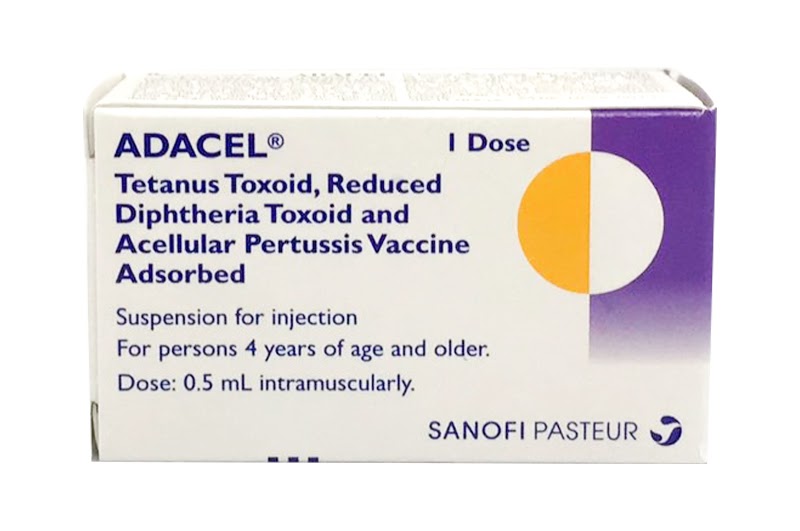 ADACEL® 1 Dose
Tetanus Toxoid, Reduced
Diphtheria Toxoid and
Acellular Pertussis Vaccine
Adsorbed
Suspension for injection
For persons 4 years of age and older.
Dose: 0.5 mL intramuscularly.
SANOFI PASTEUR